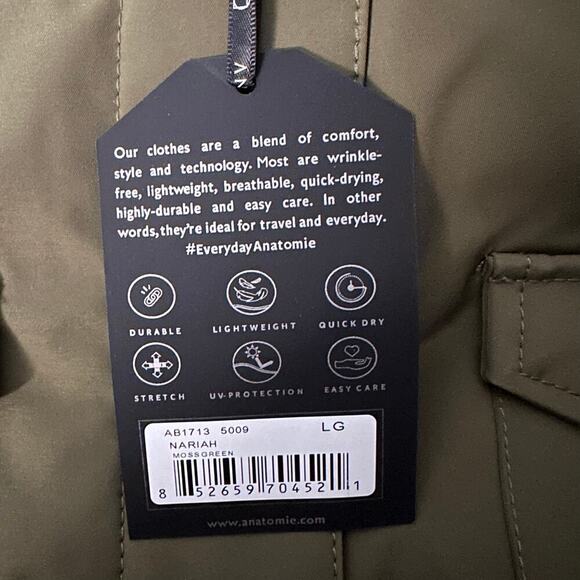 Our clothes are a blend of comfort,
style and technology. Most are wrinkle-
free, lightweight, breathable, quick-drying,
highly-durable and easy care. In other
words, they're ideal for travel and everyday.
#EverydayAnatomie
DURABLE LIGHTWEIGHT QUICK DRY
STRETCH UV-PROTECTION EASY CARE
AB1713 5009 LG
NARIAH
MOSSGREEN
8 52659 70452 1
www.anatomie.com